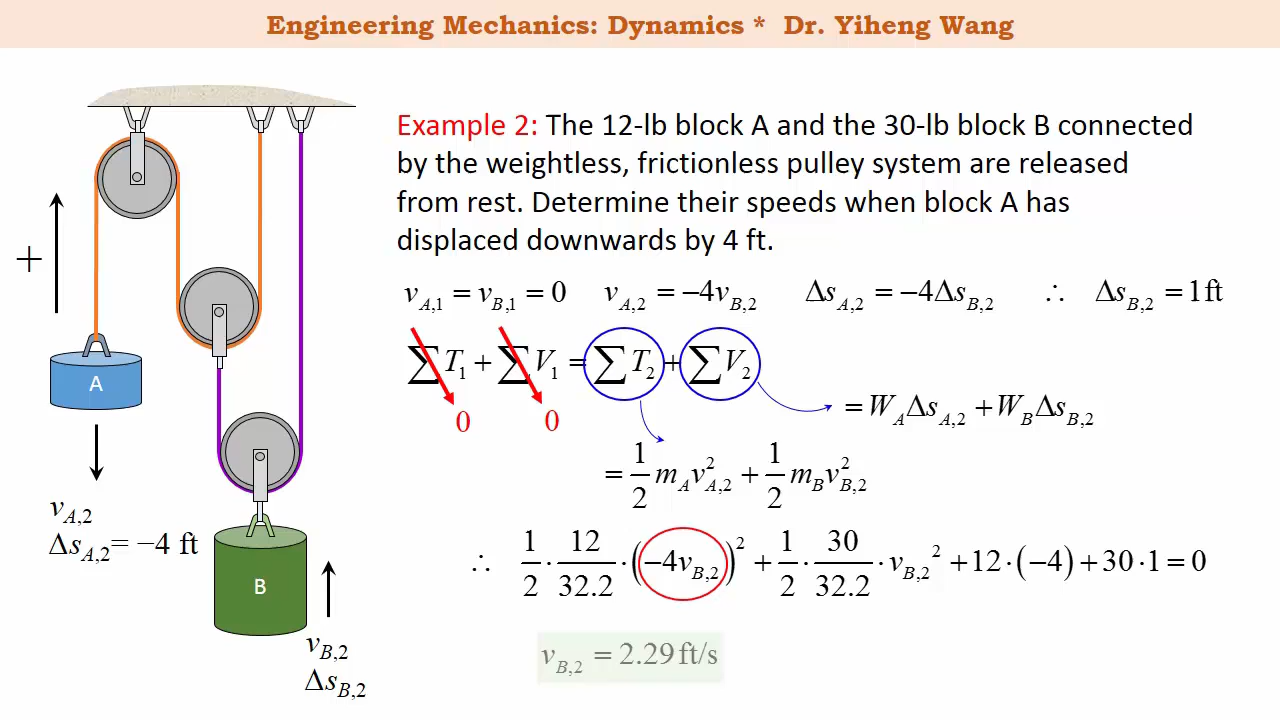 Engineering Mechanics: Dynamics * Dr. Yiheng Wang
Example 2: The 12-lb block A and the 30-lb block B connected
by the weightless, frictionless pulley system are released
from rest. Determine their speeds when block A has
displaced downwards by 4 ft.
v_{A,1} = v_{B,1} = 0 v_{A,2} = −4v_{B,2} Δs_{A,2} = −4Δs_{B,2} ∴ Δs_{B,2} = 1 ft
∑T_1 + ∑V_1 = ∑T_2 + ∑V_2
0 0
= W_A Δs_{A,2} + W_B Δs_{B,2}
= 1/2 m_A v_{A,2}^2 + 1/2 m_B v_{B,2}^2
∴ 1/2 · 12/32.2 · (−4v_{B,2})^2 + 1/2 · 30/32.2 · v_{B,2}^2 + 12 · (−4) + 30 · 1 = 0
v_{B,2} = 2.29 ft/s
+
A
v_{A,2}
Δs_{A,2} = −4 ft
B
v_{B,2}
Δs_{B,2}